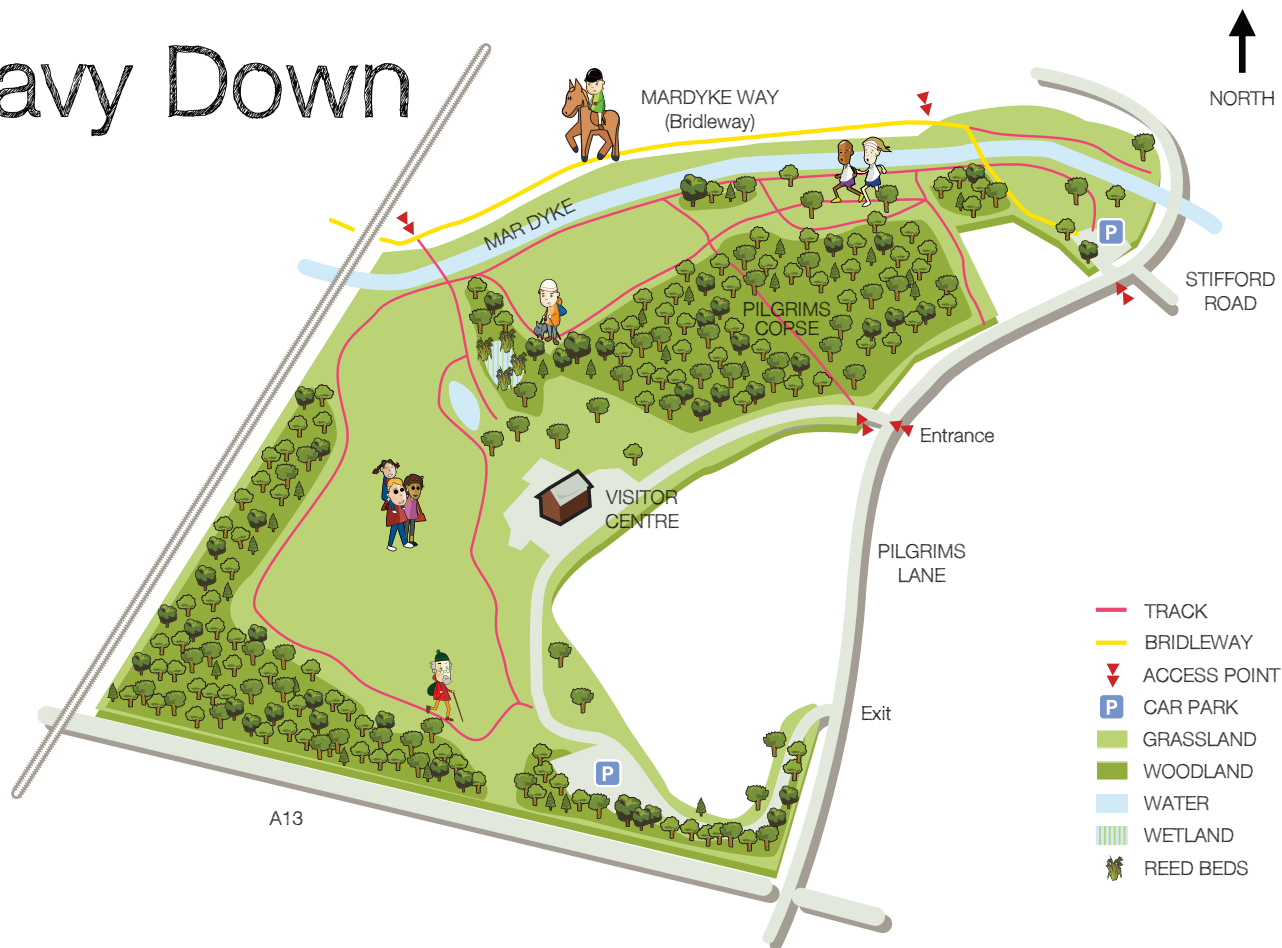 avy Down
NORTH
MARDYKE WAY
(Bridleway)
MAR DYKE
P
STIFFORD
ROAD
PILGRIMS
COPSE
Entrance
VISITOR
CENTRE
PILGRIMS
LANE
Exit
P
A13
TRACK
BRIDLEWAY
ACCESS POINT
P CAR PARK
GRASSLAND
WOODLAND
WATER
WETLAND
REED BEDS